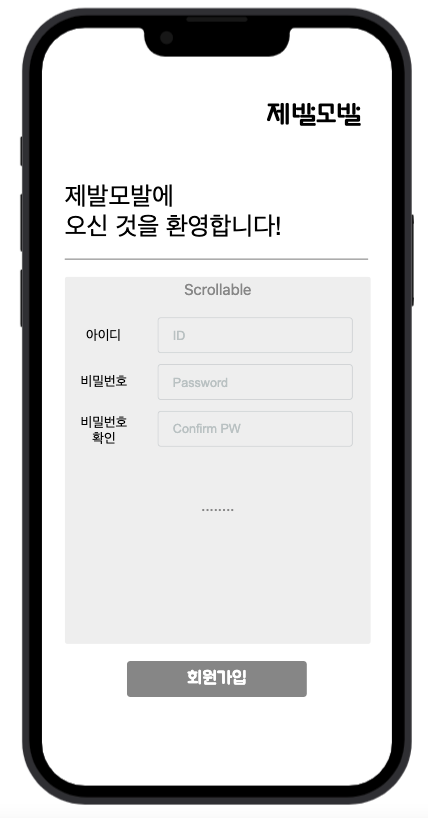 제발모발
제발모발에
오신 것을 환영합니다!
Scrollable
아이디
ID
비밀번호
Password
비밀번호
확인
Confirm PW
........
회원가입